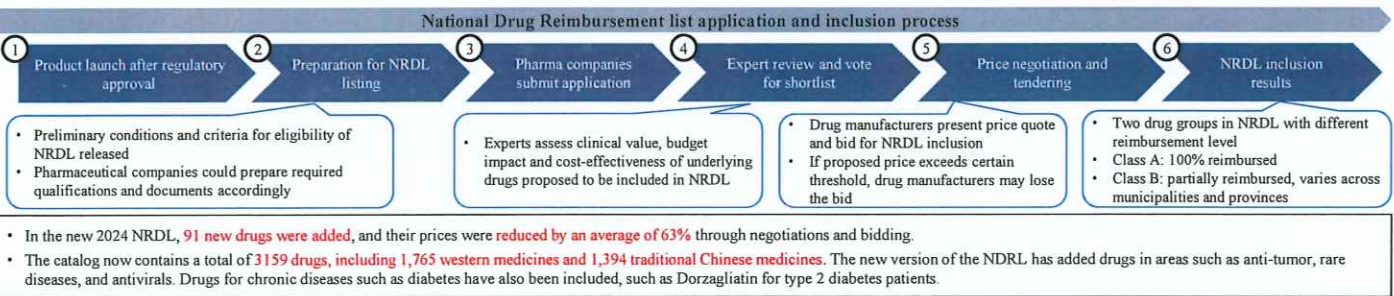 National Drug Reimbursement list application and inclusion process
1
Product launch after regulatory
approval
2
Preparation for NRDL
listing
3
Pharma companies
submit application
4
Expert review and vote
for shortlist
5
Price negotiation and
tendering
6
NRDL inclusion
results
• Preliminary conditions and criteria for eligibility of
NRDL released
• Pharmaceutical companies could prepare required
qualifications and documents accordingly
• Experts assess clinical value, budget
impact and cost-effectiveness of underlying
drugs proposed to be included in NRDL
• Drug manufacturers present price quote
and bid for NRDL inclusion
• If proposed price exceeds certain
threshold, drug manufacturers may lose
the bid
• Two drug groups in NRDL with different
reimbursement level
• Class A: 100% reimbursed
• Class B: partially reimbursed, varies across
municipalities and provinces
• In the new 2024 NRDL, 91 new drugs were added, and their prices were reduced by an average of 63% through negotiations and bidding.
• The catalog now contains a total of 3159 drugs, including 1,765 western medicines and 1,394 traditional Chinese medicines. The new version of the NDRL has added drugs in areas such as anti-tumor, rare
diseases, and antivirals. Drugs for chronic diseases such as diabetes have also been included, such as Dorzagliatin for type 2 diabetes patients.